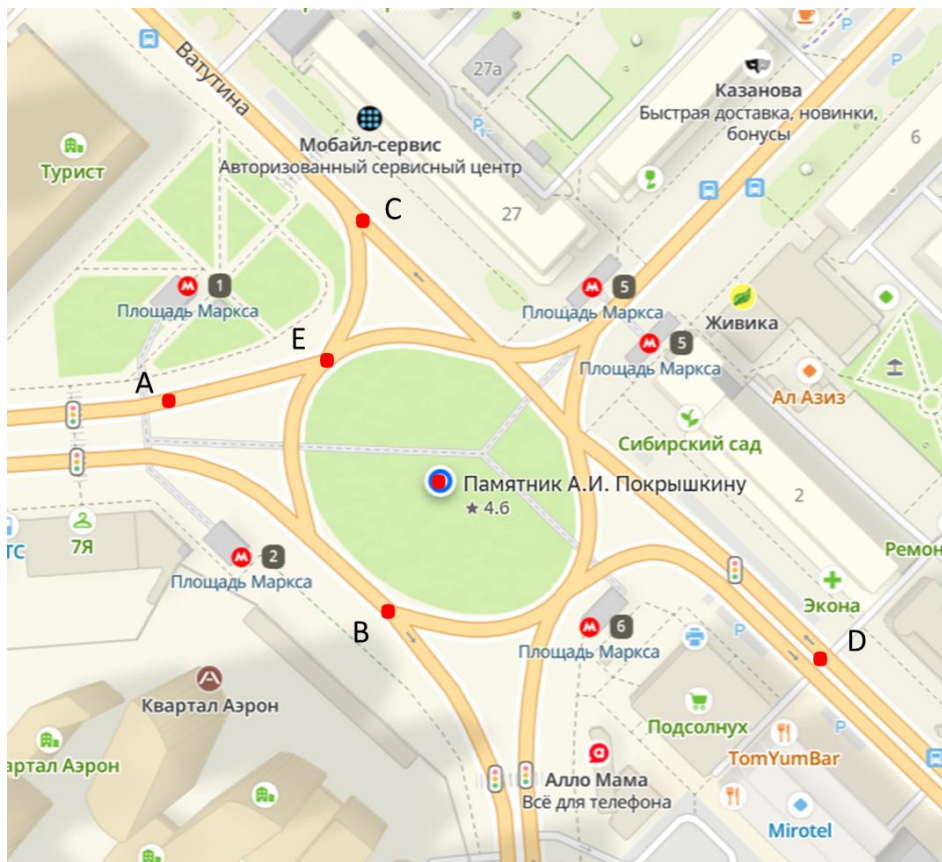 Ватутина
27а
Казанова
Быстрая доставка, новинки,
бонусы
6
P
P
P
Мобайл-сервис
Авторизованный сервисный центр
Турист
27
C
1
Площадь Маркса
5
Площадь Маркса
Живика
5
Площадь Маркса
E
A
Ал Азиз
Сибирский сад
Памятник А.И. Покрышкину
4.6
2
ТС
7Я
2
Площадь Маркса
Ремон
Экона
B
6
Площадь Маркса
P
D
Квартал Аэрон
Подсолнух
P
артал Аэрон
TomYumBar
Алло Мама
Всё для телефона
Mirotel